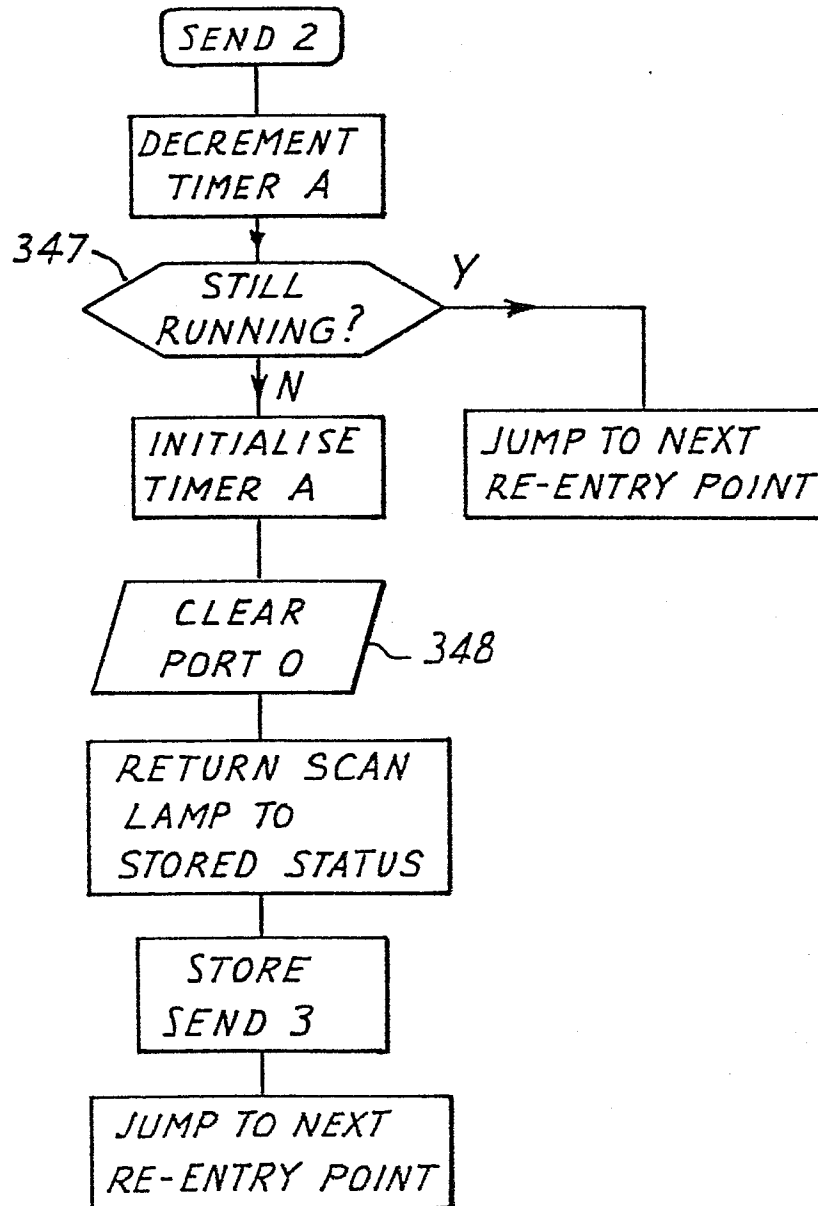 SEND 2
DECREMENT
TIMER A
347
STILL
RUNNING?
Y
N
INITIALISE
TIMER A
JUMP TO NEXT
RE-ENTRY POINT
CLEAR
PORT 0
348
RETURN SCAN
LAMP TO
STORED STATUS
STORE
SEND 3
JUMP TO NEXT
RE-ENTRY POINT